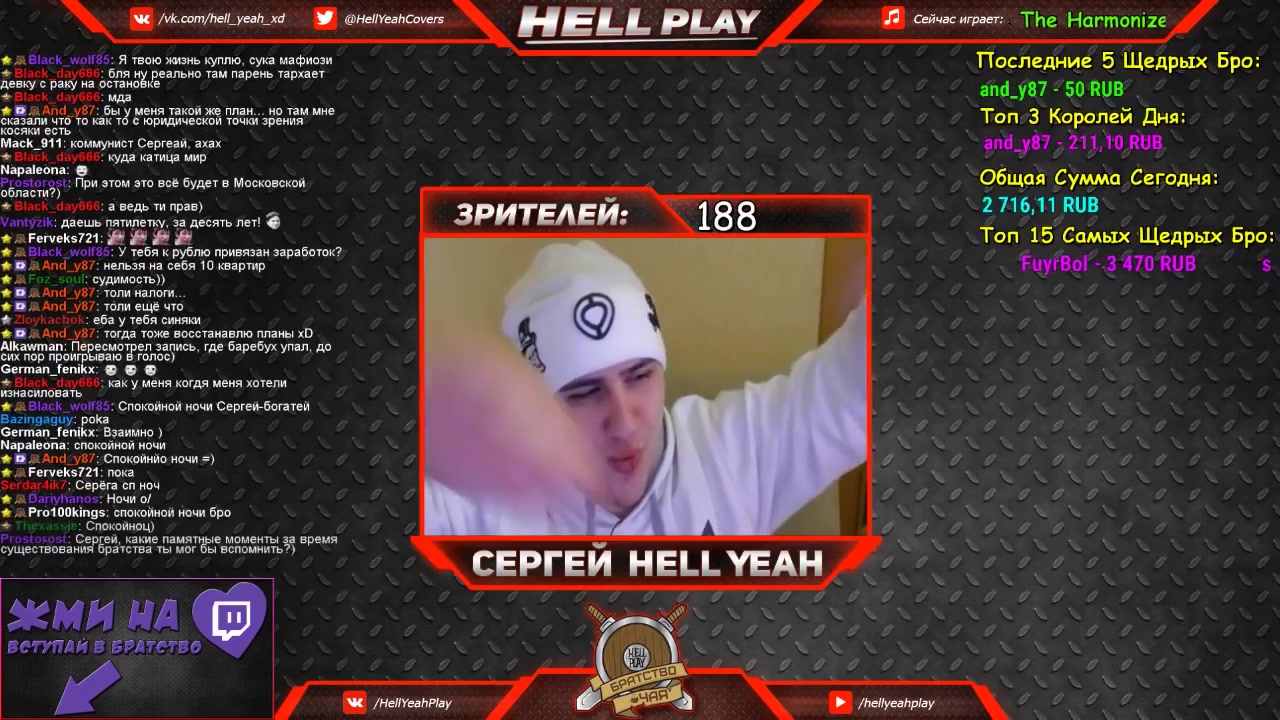 /vk.com/hell_yeah_xd
@HellYeahCovers
HELL PLAY
Сейчас играет:
The Harmonize
Black_wolf85: Я твою жизнь куплю, сука мафиози
Black_day666: бля ну реально там парень тархает
девку с раку на остановке
Black_day666: мда
And_y87: бы у меня такой же план... но там мне
сказали что то как то с юридической точки зрения
косяки есть
Mack_911: коммунист Сергеай, ахах
Black_day666: куда катица мир
Napaleona:
Prostorost: При этом это всё будет в Московской
области?)
Black_day666: а ведь ти прав)
Vantyzik: даешь пятилетку, за десять лет!
Ferveks721:
Black_wolf85: У тебя к рублю привязан заработок?
And_y87: нельзя на себя 10 квартир
Foz_soul: судимость))
And_y87: толи налоги...
And_y87: толи ещё что
Zloykachok: еба у тебя синяки
And_y87: тогда тоже восстанавлю планы xD
Alkawman: Пересмотрел запись, где баребух упал, до
сих пор проигрываю в голос)
German_fenikx:
Black_day666: как у меня когдя меня хотели
изнасиловать
Black_wolf85: Спокойной ночи Сергей-богатей
Bazingaguy: poka
German_fenikx: Взаимно )
Napaleona: спокойной ночи
And_y87: Спокойнйо ночи =)
Ferveks721: пока
Serdar4ik7: Серёга сп ноч
Dariyhanos: Ночи о/
Pro100kings: спокойной ночи бро
Thexassie: Спокойноц)
Prostorost: Сергей, какие памятные моменты за время
существования братства ты мог бы вспомнить?)
Последние 5 Щедрых Бро:
and_y87 - 50 RUB
Топ 3 Королей Дня:
and_y87 - 211,10 RUB
Общая Сумма Сегодня:
2 716,11 RUB
Топ 15 Самых Щедрых Бро:
FuyrBol - 3 470 RUB s
ЗРИТЕЛЕЙ: 188
СЕРГЕЙ HELL YEAH
ЖМИ НА
ВСТУПАЙ В БРАТСТВО
HELL
PLAY
БРАТСТВО
ЧАЯ
/HellYeahPlay
/hellyeahplay